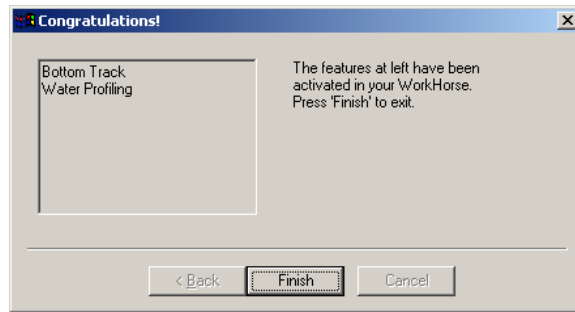 Congratulations!
Bottom Track
Water Profiling
The features at left have been
activated in your WorkHorse.
Press 'Finish' to exit.
< Back
Finish
Cancel